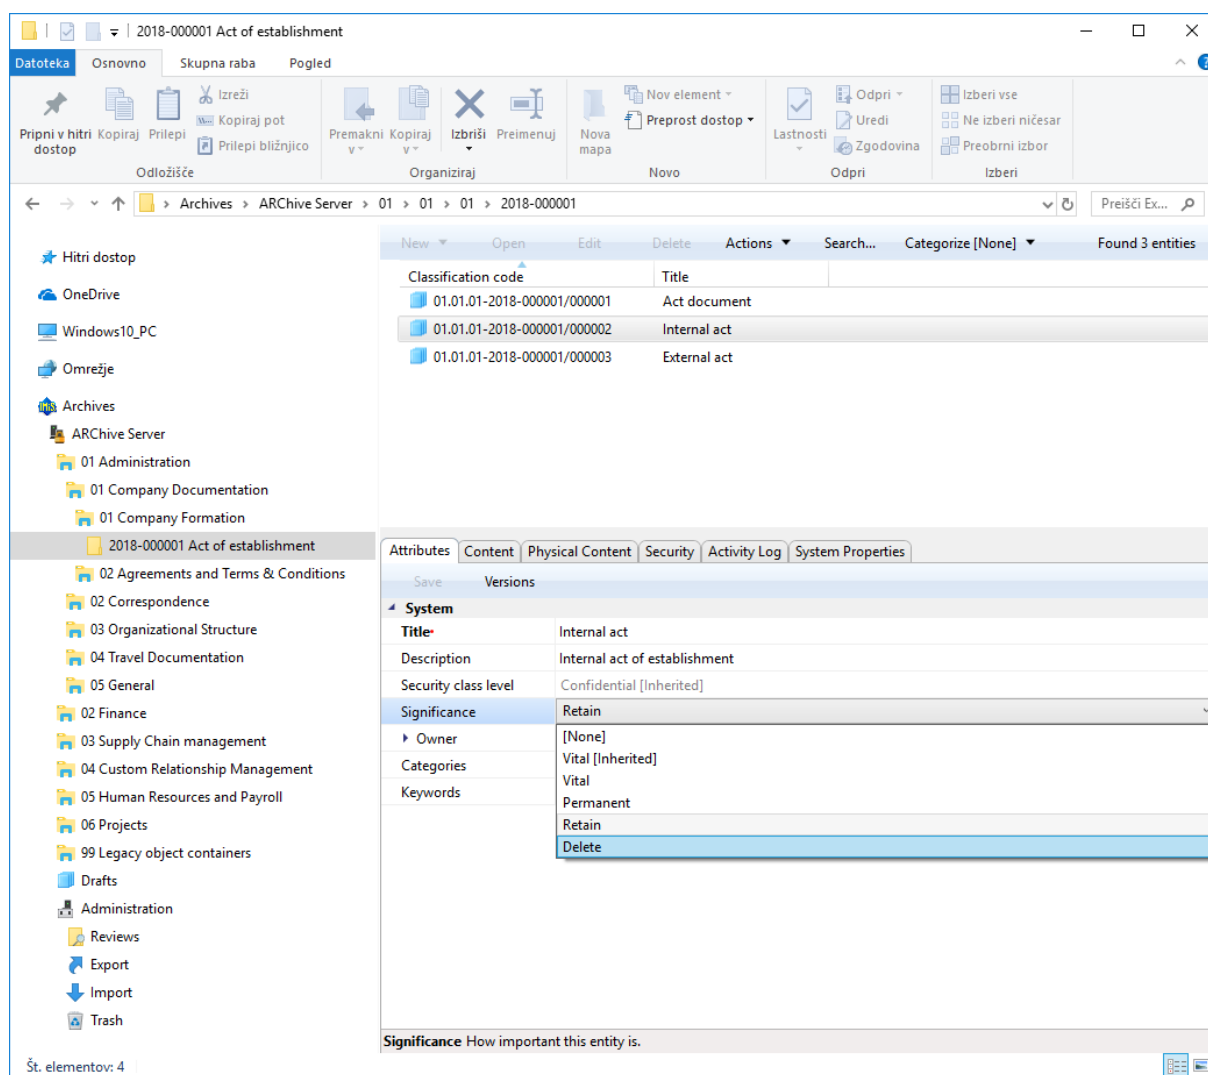 2018-000001 Act of establishment
Datoteka Osnovno Skupna raba Pogled
Pripni v hitri dostop
Kopiraj
Prilepi
Izreži
Kopiraj pot
Prilepi bližnjico
Odložišče
Premakni v
Kopiraj v
Izbriši
Preimenuj
Organiziraj
Nova mapa
Nov element
Preprost dostop
Novo
Lastnosti
Odpri
Uredi
Zgodovina
Odpri
Izberi vse
Ne izberi ničesar
Preobrni izbor
Izberi
Archives > ARChive Server > 01 > 01 > 01 > 2018-000001
Preišči Ex...
Hitri dostop
OneDrive
Windows10_PC
Omrežje
Archives
ARChive Server
01 Administration
01 Company Documentation
01 Company Formation
2018-000001 Act of establishment
02 Agreements and Terms & Conditions
02 Correspondence
03 Organizational Structure
04 Travel Documentation
05 General
02 Finance
03 Supply Chain management
04 Custom Relationship Management
05 Human Resources and Payroll
06 Projects
99 Legacy object containers
Drafts
Administration
Reviews
Export
Import
Trash
New Open Edit Delete Actions Search... Categorize [None] Found 3 entities
Classification code Title
01.01.01-2018-000001/000001 Act document
01.01.01-2018-000001/000002 Internal act
01.01.01-2018-000001/000003 External act
Attributes Content Physical Content Security Activity Log System Properties
Save Versions
System
Title• Internal act
Description Internal act of establishment
Security class level Confidential [Inherited]
Significance Retain
Owner
Categories
Keywords
[None]
Vital [Inherited]
Vital
Permanent
Retain
Delete
Significance How important this entity is.
Št. elementov: 4